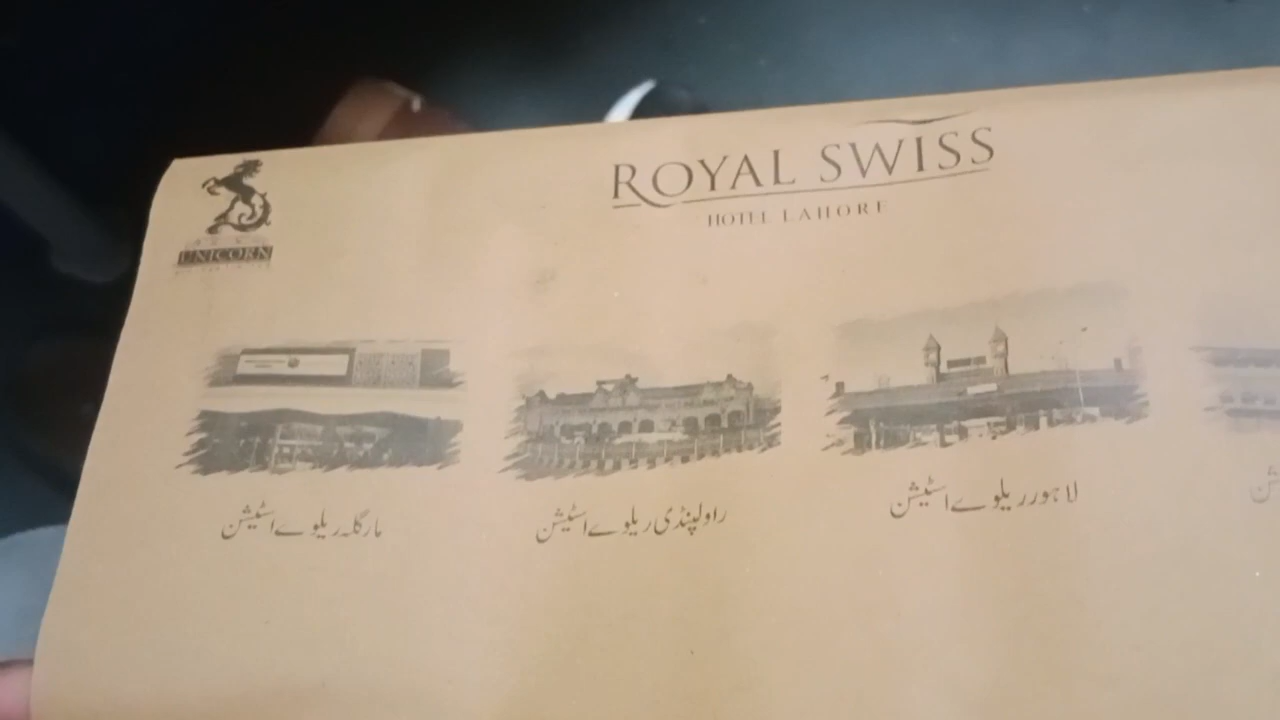 ROYAL SWISS
HOTEL LAHORE
UNICORN
مارگلہ ریلوے اسٹیشن
راولپنڈی ریلوے اسٹیشن
لاہور ریلوے اسٹیشن